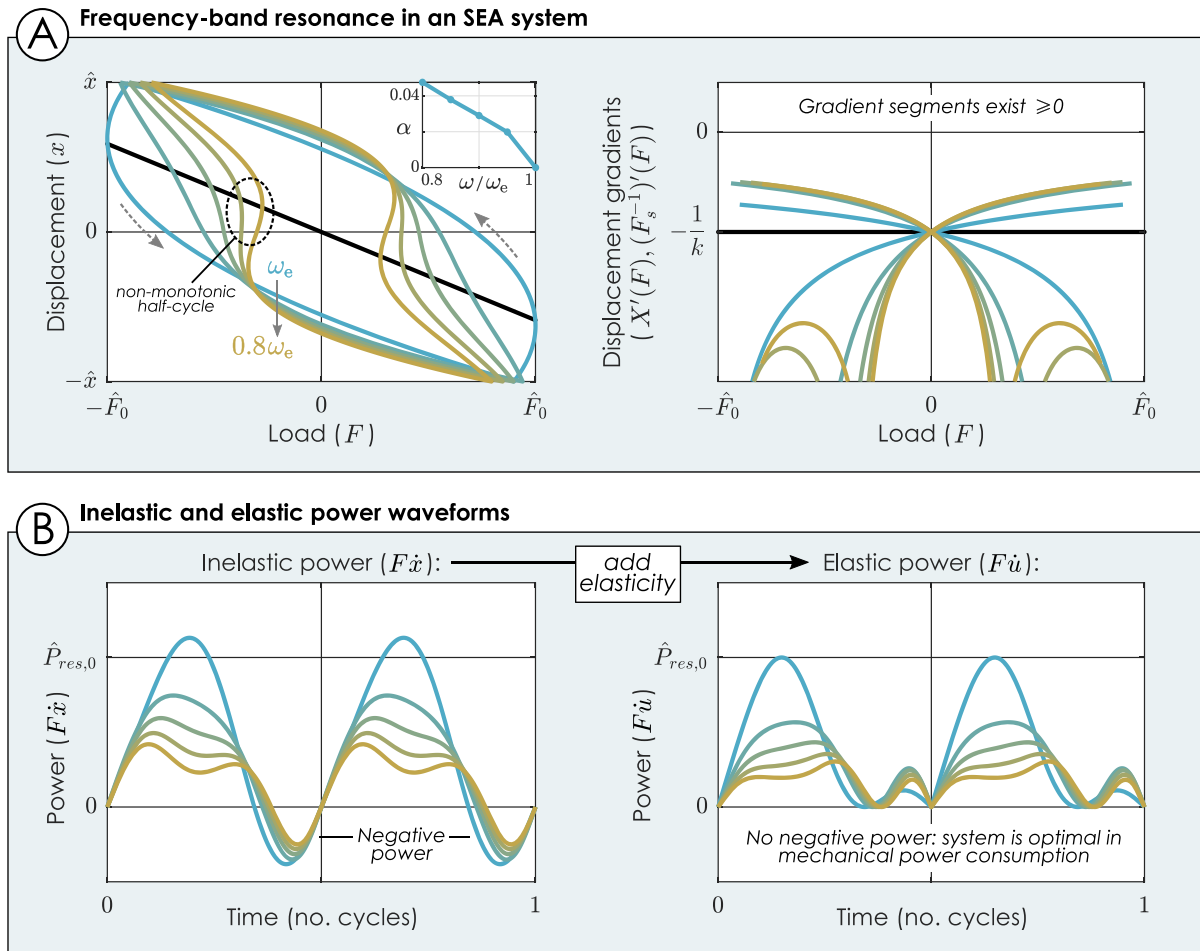 A
Frequency-band resonance in an SEA system
Displacement (x)
x̂
0
−x̂
−F̂₀
0
F̂₀
Load (F)
non-monotonic
half-cycle
ωₑ
0.8ωₑ
0.04
α
0
0.8
ω/ωₑ
1
Displacement gradients
(X′(F), (Fₛ⁻¹)′(F))
Gradient segments exist ⩾0
0
−1/k
−F̂₀
0
F̂₀
Load (F)
B
Inelastic and elastic power waveforms
Inelastic power (Fẋ):
add
elasticity
Elastic power (Fu̇):
Power (Fẋ)
P̂res,0
0
Negative
power
0
1
Time (no. cycles)
Power (Fu̇)
P̂res,0
0
No negative power: system is optimal in
mechanical power consumption
0
1
Time (no. cycles)